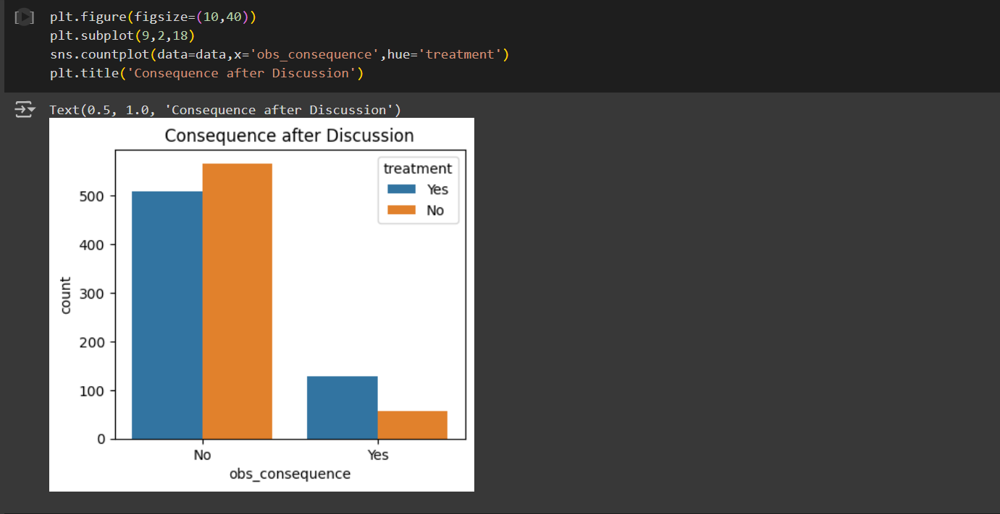 [ ] plt.figure(figsize=(10,40))
plt.subplot(9,2,18)
sns.countplot(data=data,x='obs_consequence',hue='treatment')
plt.title('Consequence after Discussion')
Text(0.5, 1.0, 'Consequence after Discussion')
Consequence after Discussion
treatment
Yes
No
500
400
300
200
100
0
count
No Yes
obs_consequence